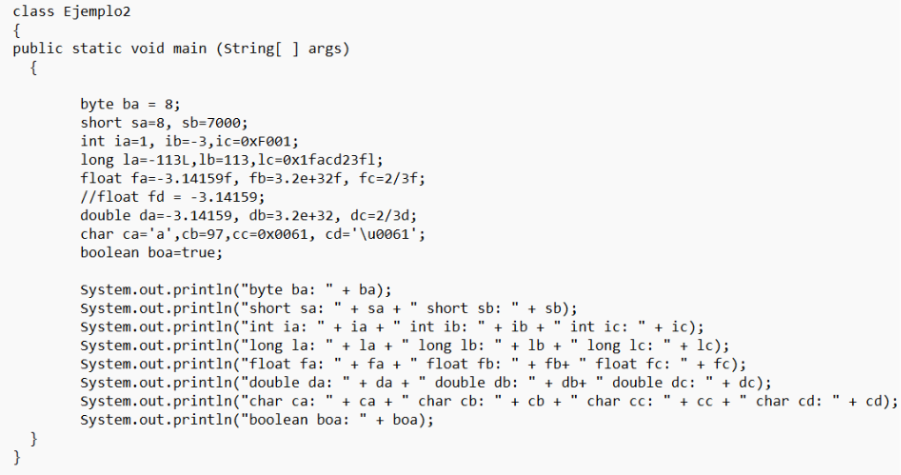 class Ejemplo2
{
public static void main (String[ ] args)
  {

        byte ba = 8;
        short sa=8, sb=7000;
        int ia=1, ib=-3,ic=0xF001;
        long la=-113L,lb=113,lc=0x1facd23fl;
        float fa=-3.14159f, fb=3.2e+32f, fc=2/3f;
        //float fd = -3.14159;
        double da=-3.14159, db=3.2e+32, dc=2/3d;
        char ca='a',cb=97,cc=0x0061, cd='\u0061';
        boolean boa=true;

        System.out.println("byte ba: " + ba);
        System.out.println("short sa: " + sa + " short sb: " + sb);
        System.out.println("int ia: " + ia + " int ib: " + ib + " int ic: " + ic);
        System.out.println("long la: " + la + " long lb: " + lb + " long lc: " + lc);
        System.out.println("float fa: " + fa + " float fb: " + fb+ " float fc: " + fc);
        System.out.println("double da: " + da + " double db: " + db+ " double dc: " + dc);
        System.out.println("char ca: " + ca + " char cb: " + cb + " char cc: " + cc + " char cd: " + cd);
        System.out.println("boolean boa: " + boa);
  }
}